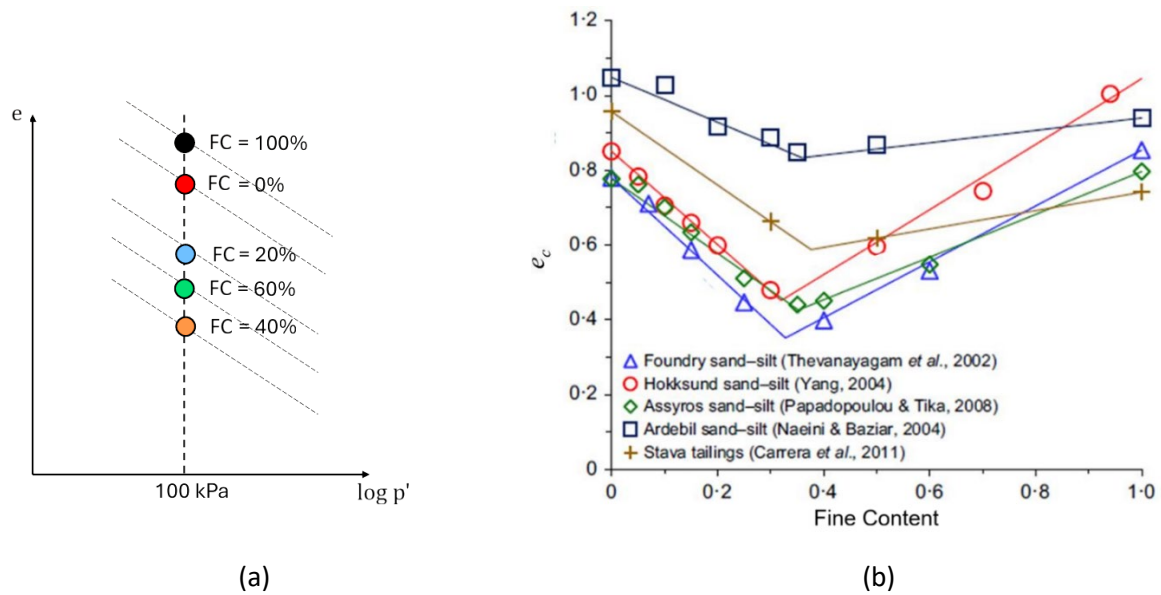 e
FC = 100%
FC = 0%
FC = 20%
FC = 60%
FC = 40%
100 kPa
log p'
(a)
1·2
1·0
0·8
0·6
0·4
0·2
0
e_c
Foundry sand–silt (Thevanayagam et al., 2002)
Hokksund sand–silt (Yang, 2004)
Assyros sand–silt (Papadopoulou & Tika, 2008)
Ardebil sand–silt (Naeini & Baziar, 2004)
Stava tailings (Carrera et al., 2011)
0 0·2 0·4 0·6 0·8 1.0
Fine Content
(b)